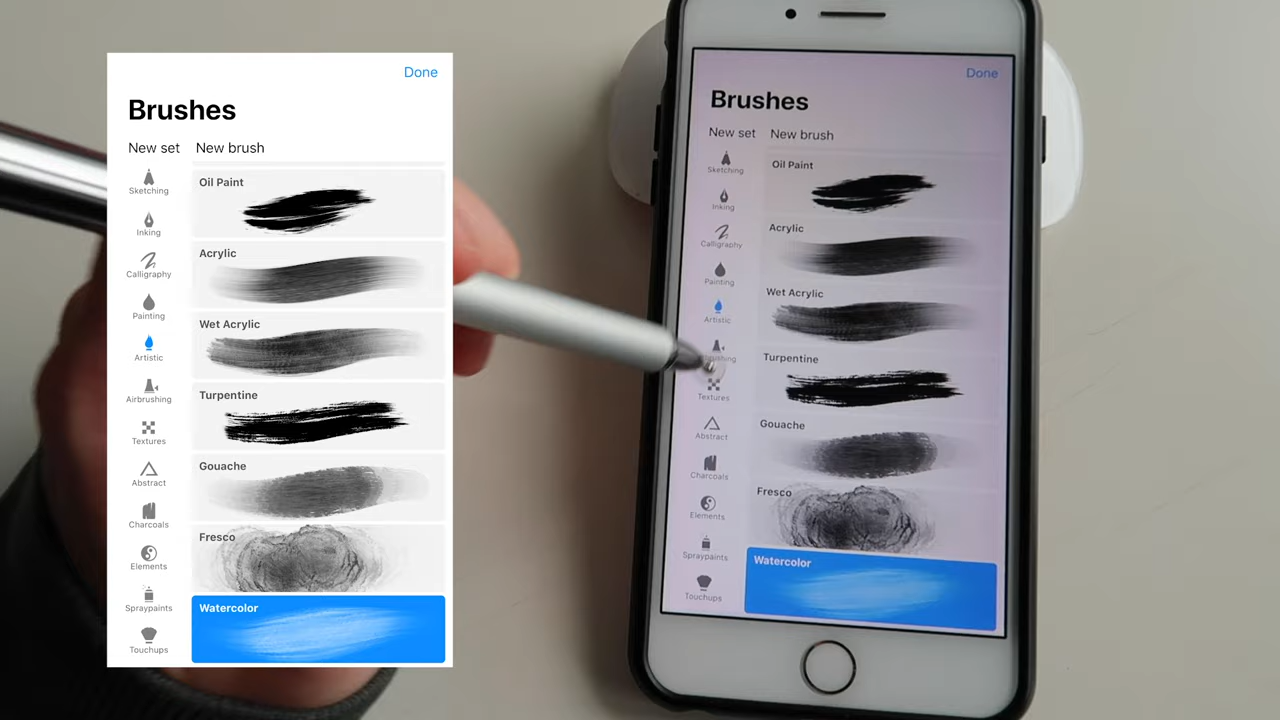 Done
Brushes
New set New brush
Sketching
Inking
Calligraphy
Painting
Artistic
Airbrushing
Textures
Abstract
Charcoals
Elements
Spraypaints
Touchups
Oil Paint
Acrylic
Wet Acrylic
Turpentine
Gouache
Fresco
Watercolor
Done
Brushes
New set New brush
Sketching
Inking
Calligraphy
Painting
Artistic
Textures
Abstract
Charcoals
Elements
Spraypaints
Touchups
Oil Paint
Acrylic
Wet Acrylic
Turpentine
Gouache
Fresco
Watercolor